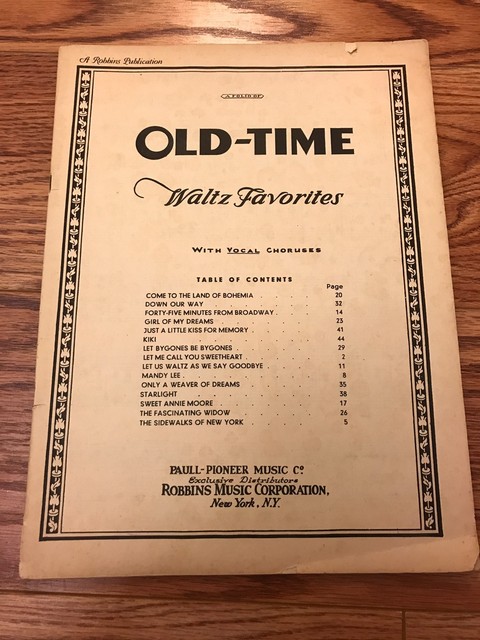 A Robbins Publication
A FOLIO OF
OLD-TIME
Waltz Favorites
WITH VOCAL CHORUSES
TABLE OF CONTENTS
Page
COME TO THE LAND OF BOHEMIA . . . . . 20
DOWN OUR WAY . . . . . . . 32
FORTY-FIVE MINUTES FROM BROADWAY . . . . 14
GIRL OF MY DREAMS . . . . . . . 23
JUST A LITTLE KISS FOR MEMORY . . . . . 41
KIKI . . . . . . . . . 44
LET BYGONES BE BYGONES . . . . . . 29
LET ME CALL YOU SWEETHEART . . . . . 2
LET US WALTZ AS WE SAY GOODBYE . . . . 11
MANDY LEE . . . . . . . . 8
ONLY A WEAVER OF DREAMS . . . . . 35
STARLIGHT . . . . . . . . 38
SWEET ANNIE MOORE . . . . . . 17
THE FASCINATING WIDOW . . . . . 26
THE SIDEWALKS OF NEW YORK . . . . . 5
PAULL-PIONEER MUSIC Co.
Exclusive Distributors
ROBBINS MUSIC CORPORATION,
New York, N.Y.